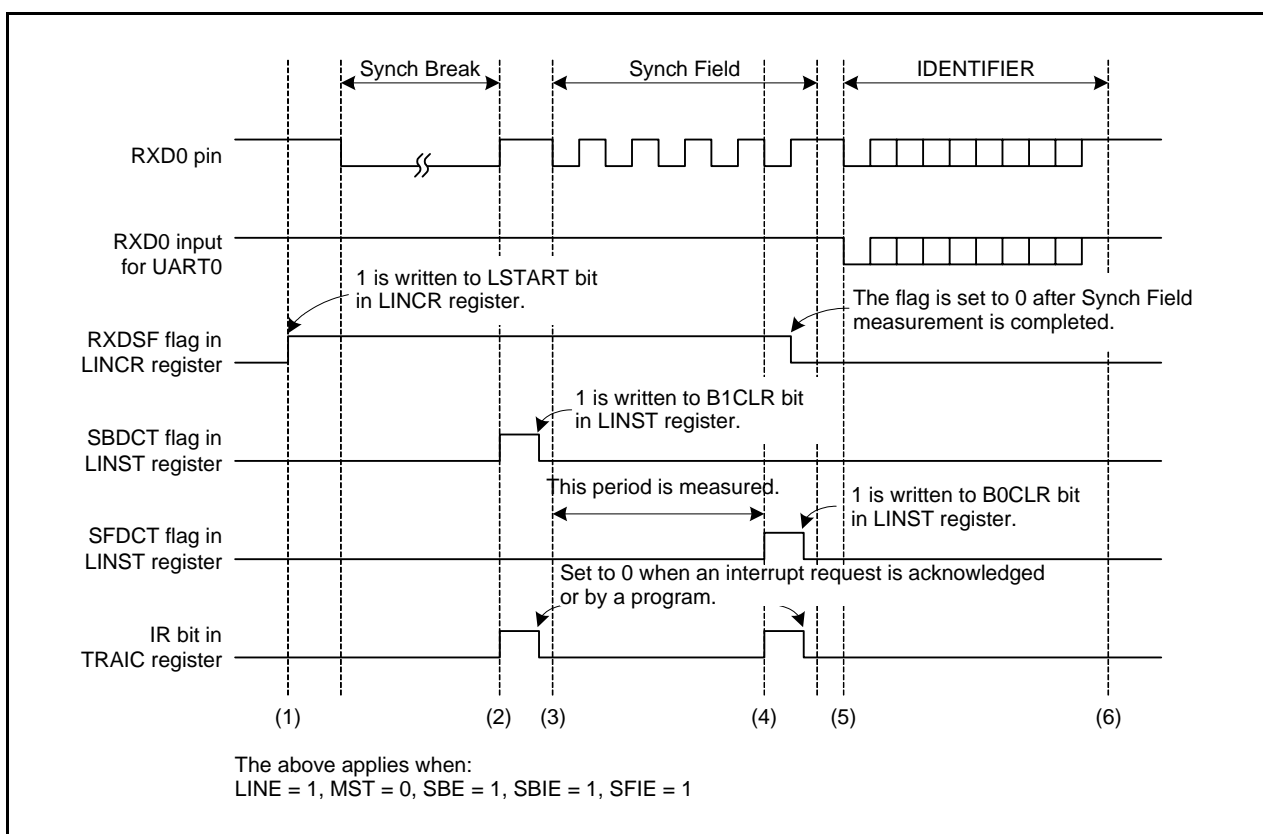 Synch Break
Synch Field
IDENTIFIER
RXD0 pin
RXD0 input
for UART0
1 is written to LSTART bit
in LINCR register.
The flag is set to 0 after Synch Field
measurement is completed.
RXDSF flag in
LINCR register
1 is written to B1CLR bit
in LINST register.
SBDCT flag in
LINST register
This period is measured.
1 is written to B0CLR bit
in LINST register.
SFDCT flag in
LINST register
Set to 0 when an interrupt request is acknowledged
or by a program.
IR bit in
TRAIC register
(1)
(2)
(3)
(4)
(5)
(6)
The above applies when:
LINE = 1, MST = 0, SBE = 1, SBIE = 1, SFIE = 1